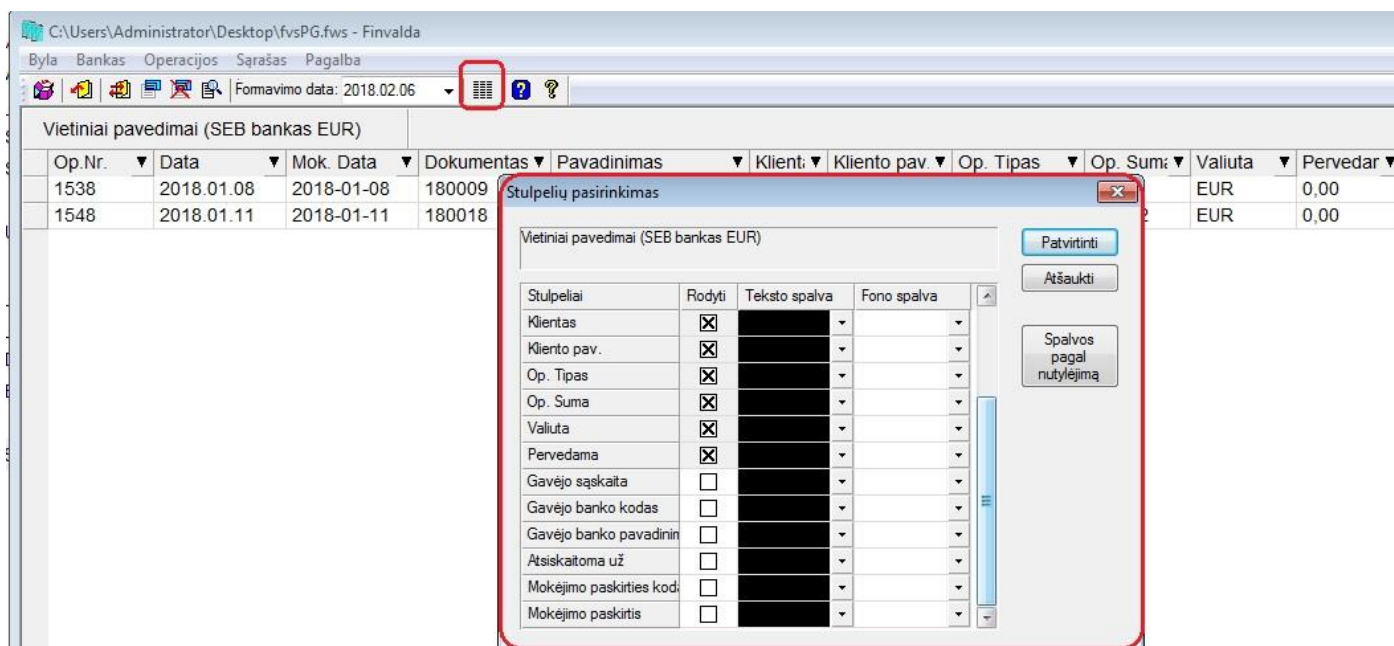 C:\Users\Administrator\Desktop\fvsPG.fws - Finvalda
Byla Bankas Operacijos Sąrašas Pagalba
Formavimo data: 2018.02.06
Vietiniai pavedimai (SEB bankas EUR)
Op.Nr. Data Mok. Data Dokumentas Pavadinimas Klienta Kliento pav. Op. Tipas Op. Suma Valiuta Pervedar
1538 2018.01.08 2018-01-08 180009 EUR 0,00
1548 2018.01.11 2018-01-11 180018 2 EUR 0,00
Stulpelių pasirinkimas
Vietiniai pavedimai (SEB bankas EUR)
Patvirtinti
Atšaukti
Spalvos
pagal
nutylėjimą
Stulpeliai Rodyti Teksto spalva Fono spalva
Klientas
Kliento pav.
Op. Tipas
Op. Suma
Valiuta
Pervedama
Gavėjo sąskaita
Gavėjo banko kodas
Gavėjo banko pavadinin
Atsiskaitoma už
Mokėjimo paskirties koda
Mokėjimo paskirtis